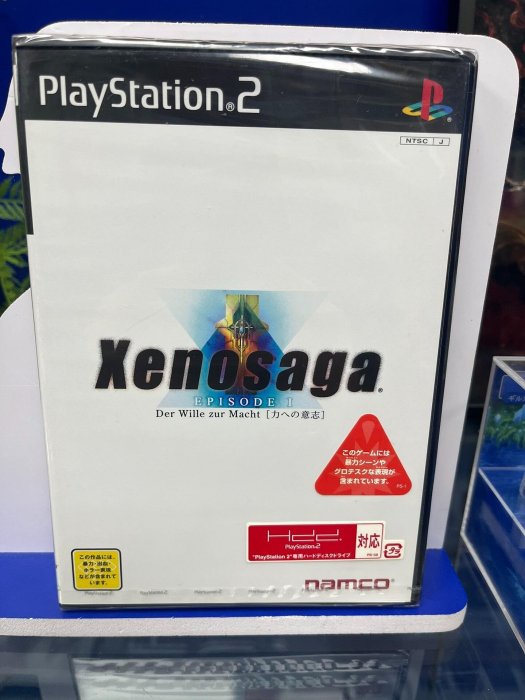 PlayStation®2
NTSC J
Xenosaga®
EPISODE I
Der Wille zur Macht [力への意志]
このゲームには
暴力シーンや
グロテスクな表現が
含まれています。
PS-1
Hdd
PlayStation®2
"PlayStation 2"専用ハードディスクドライブ
対応
この作品には、
暴力・出血・
ホラー表現
などが含まれて
います。
namco®
ギル